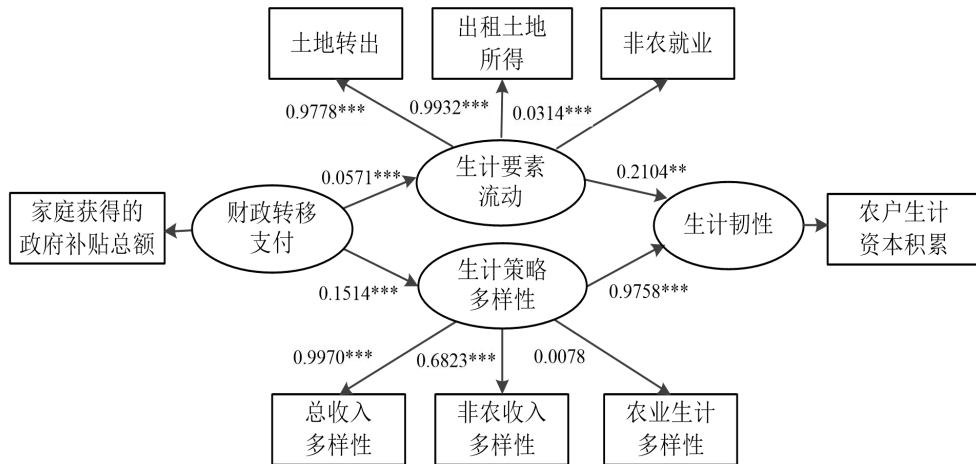 土地转出
出租土地
所得
非农就业
0.9778***
0.9932***
0.0314***
生计要素
流动
0.0571***
0.2104**
家庭获得的
政府补贴总额
财政转移
支付
生计韧性
农户生计
资本积累
生计策略
多样性
0.1514***
0.9758***
0.9970***
0.6823***
0.0078
总收入
多样性
非农收入
多样性
农业生计
多样性